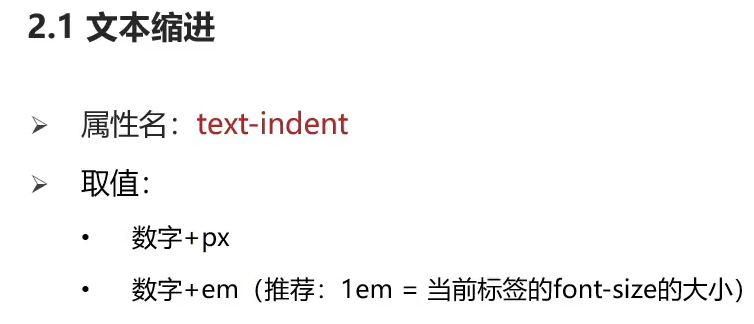 2.1 文本缩进
➢ 属性名：text-indent
➢ 取值：
• 数字+px
• 数字+em（推荐：1em = 当前标签的font-size的大小）